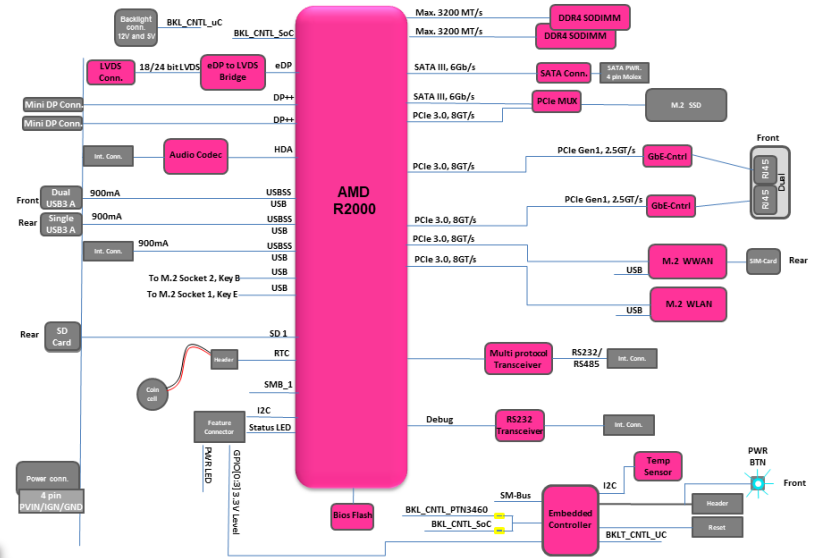 Backlight
conn.
12V and 5V
BKL_CNTL_uC
BKL_CNTL_SoC
LVDS
Conn.
18/24 bit LVDS
eDP to LVDS
Bridge
eDP
Mini DP Conn.
DP++
Mini DP Conn.
DP++
Int. Conn.
Audio Codec
HDA
Front
Dual
USB3 A
900mA
USBSS
USB
Rear
Single
USB3 A
900mA
USBSS
USB
Int. Conn.
900mA
USBSS
USB
To M.2 Socket 2, Key B
To M.2 Socket 1, Key E
USB
Rear
SD
Card
SD 1
Header
RTC
Coin
cell
SMB_1
Feature
Connector
I2C
Status LED
PWR LED
GPIO[0:3] 3.3V Level
Power conn.
4 pin
PVIN/IGN/GND
AMD
R2000
Bios Flash
Max. 3200 MT/s
DDR4 SODIMM
Max. 3200 MT/s
DDR4 SODIMM
SATA III, 6Gb/s
SATA Conn.
SATA PWR.
4 pin Molex
SATA III, 6Gb/s
PCIe 3.0, 8GT/s
PCIe MUX
M.2 SSD
Front
PCIe 3.0, 8GT/s
PCIe Gen1, 2.5GT/s
GbE-Cntrl
RJ45
RJ45
Dual
PCIe Gen1, 2.5GT/s
GbE-Cntrl
PCIe 3.0, 8GT/s
PCIe 3.0, 8GT/s
PCIe 3.0, 8GT/s
USB
M.2 WWAN
SIM-Card
Rear
USB
M.2 WLAN
Multi protocol
Transceiver
RS232/
RS485
Int. Conn.
Debug
RS232
Transceiver
Int. Conn.
Temp
Sensor
I2C
PWR
BTN
Front
SM-Bus
BKL_CNTL_PTN3460
BKL_CNTL_SoC
Embedded
Controller
Header
Reset
BKLT_CNTL_UC